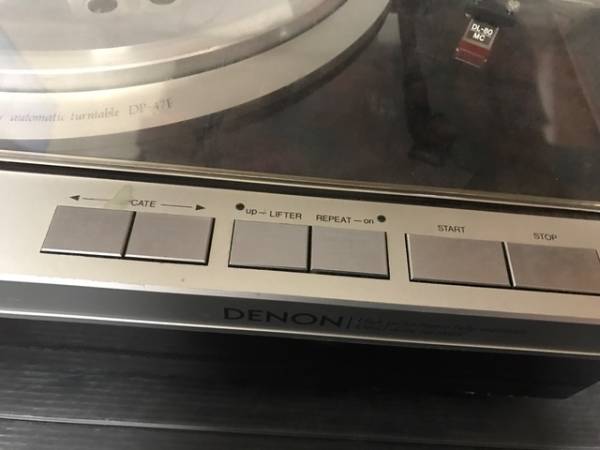 DL-80
MC
automatic turntable DP-47F
CATE
up LIFTER
REPEAT on
START
STOP
DENON